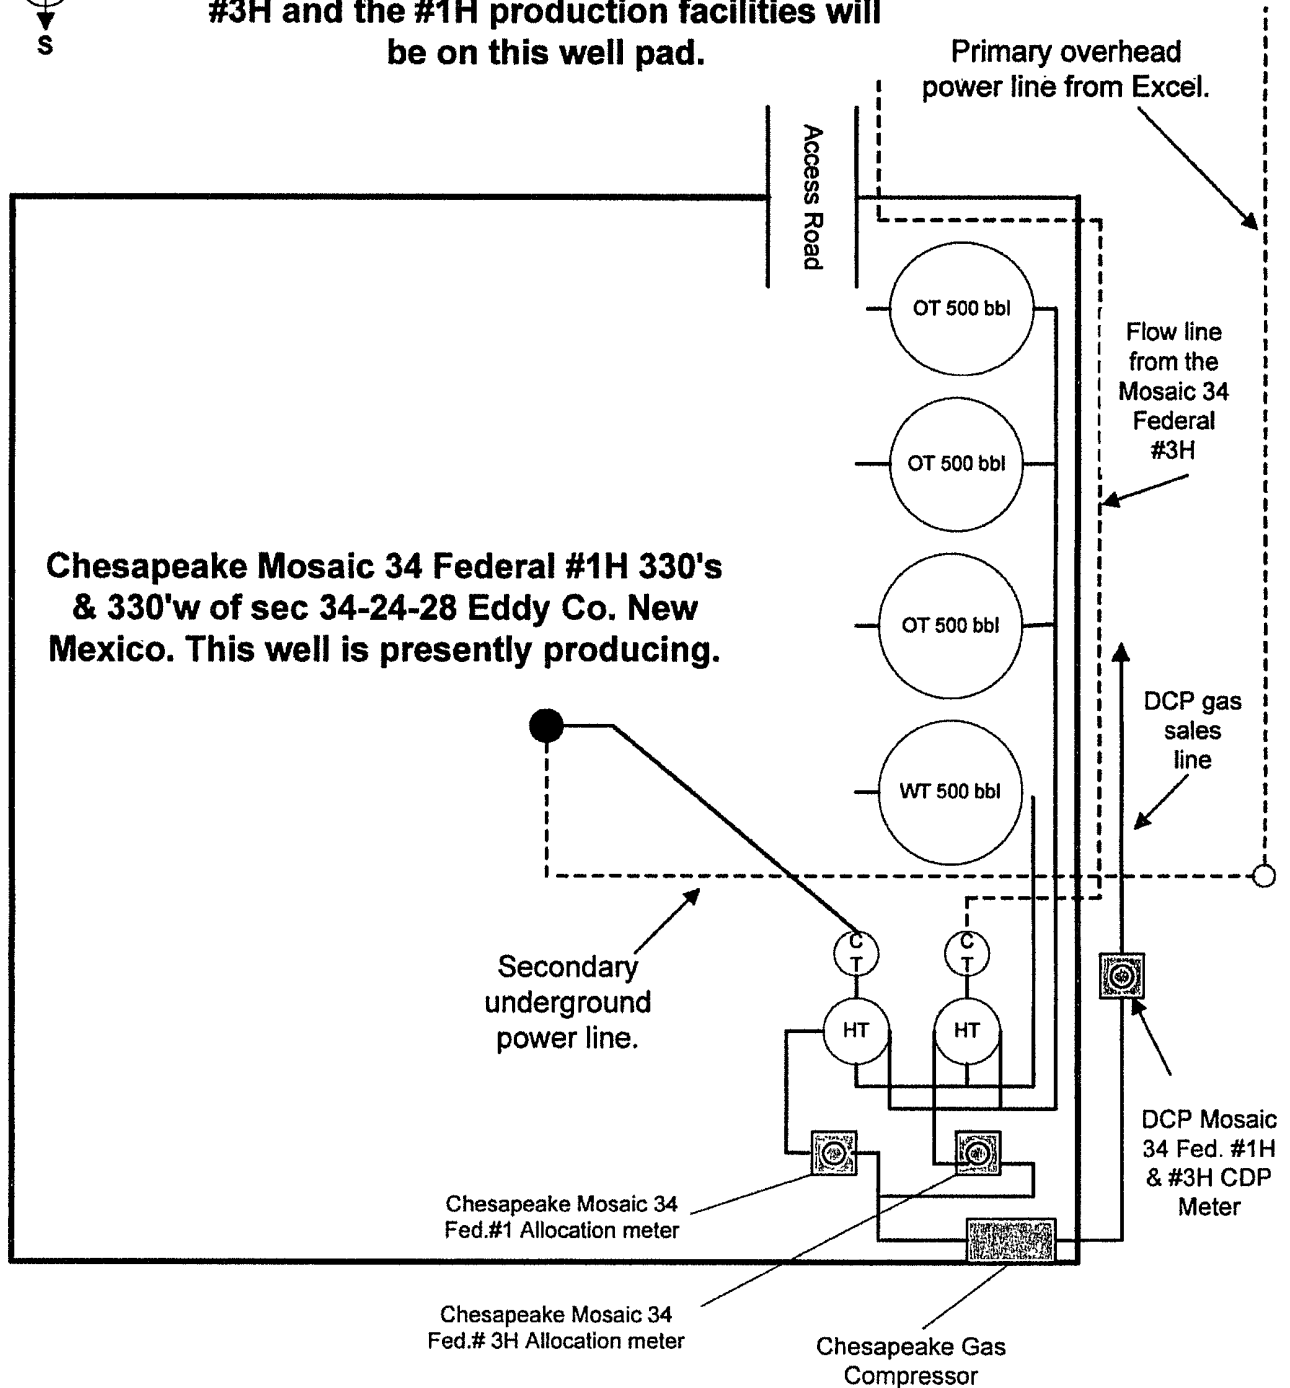 #3H and the #1H production facilities will
be on this well pad.
S
Primary overhead
power line from Excel.
Access Road
OT 500 bbl
Flow line
from the
Mosaic 34
Federal
#3H
OT 500 bbl
Chesapeake Mosaic 34 Federal #1H 330's
& 330'w of sec 34-24-28 Eddy Co. New
Mexico. This well is presently producing.
OT 500 bbl
DCP gas
sales
line
WT 500 bbl
Secondary
underground
power line.
C
T
C
T
HT
HT
DCP Mosaic
34 Fed. #1H
& #3H CDP
Meter
Chesapeake Mosaic 34
Fed.#1 Allocation meter
Chesapeake Mosaic 34
Fed.# 3H Allocation meter
Chesapeake Gas
Compressor